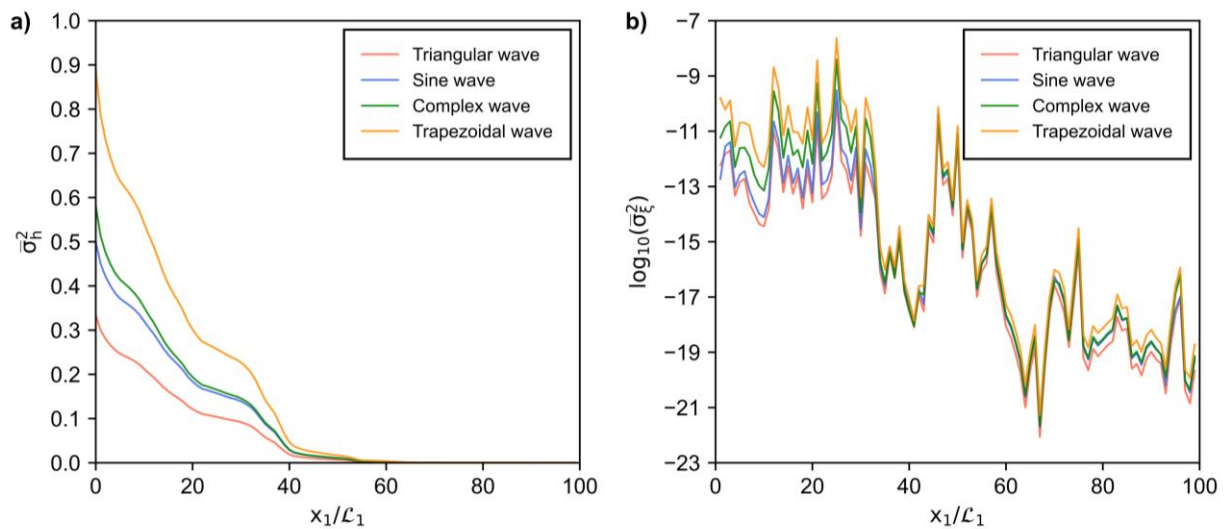 a)
1.0
0.9
0.8
0.7
0.6
0.5
0.4
0.3
0.2
0.1
0.0
σ̄²ₕ
0 20 40 60 80 100
x₁/ℒ₁
Triangular wave
Sine wave
Complex wave
Trapezoidal wave
b)
-7
-9
-11
-13
-15
-17
-19
-21
-23
log₁₀(σ̄²_ξ)
0 20 40 60 80 100
x₁/ℒ₁
Triangular wave
Sine wave
Complex wave
Trapezoidal wave